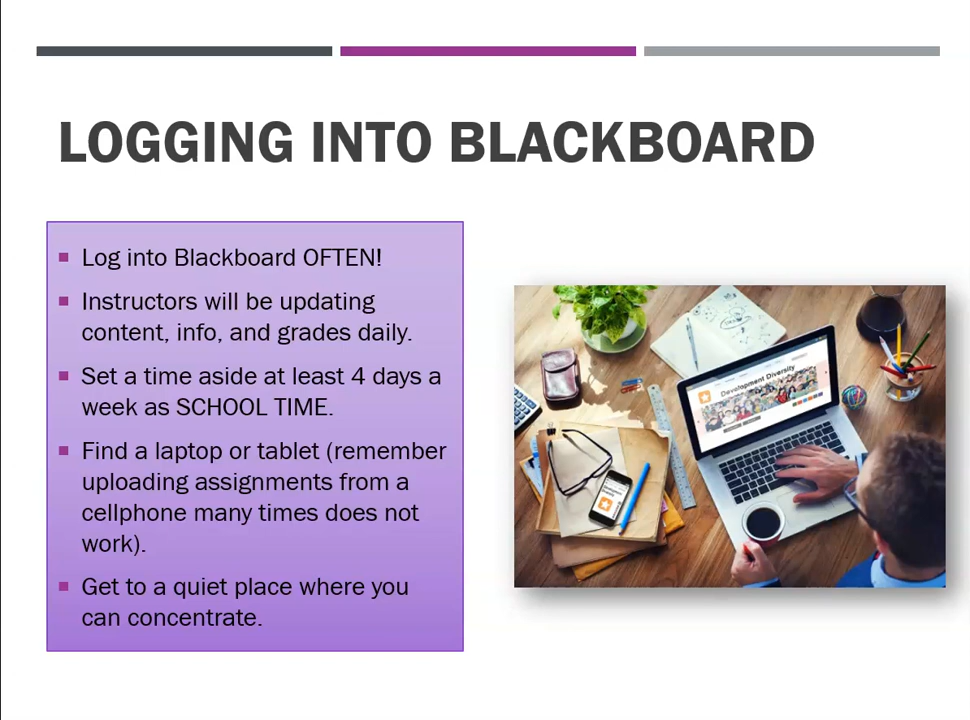 LOGGING INTO BLACKBOARD
Log into Blackboard OFTEN!
Instructors will be updating
content, info, and grades daily.
Set a time aside at least 4 days a
week as SCHOOL TIME.
Find a laptop or tablet (remember
uploading assignments from a
cellphone many times does not
work).
Get to a quiet place where you
can concentrate.
Development Diversity